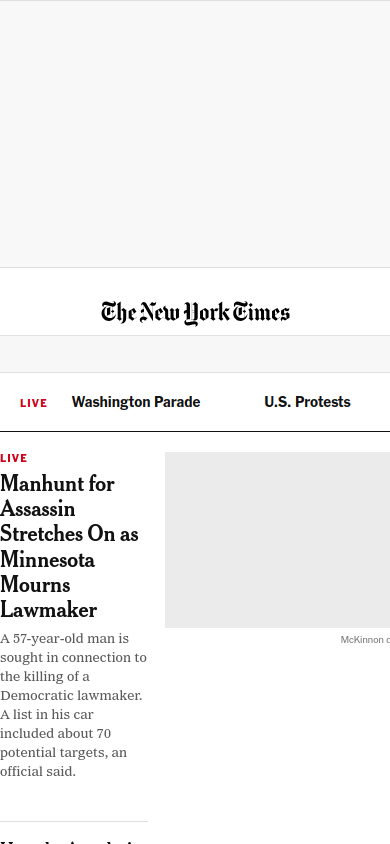 The New York Times
LIVE Washington Parade U.S. Protests
LIVE
Manhunt for
Assassin
Stretches On as
Minnesota
Mourns
Lawmaker
A 57-year-old man is
sought in connection to
the killing of a
Democratic lawmaker.
A list in his car
included about 70
potential targets, an
official said.
McKinnon